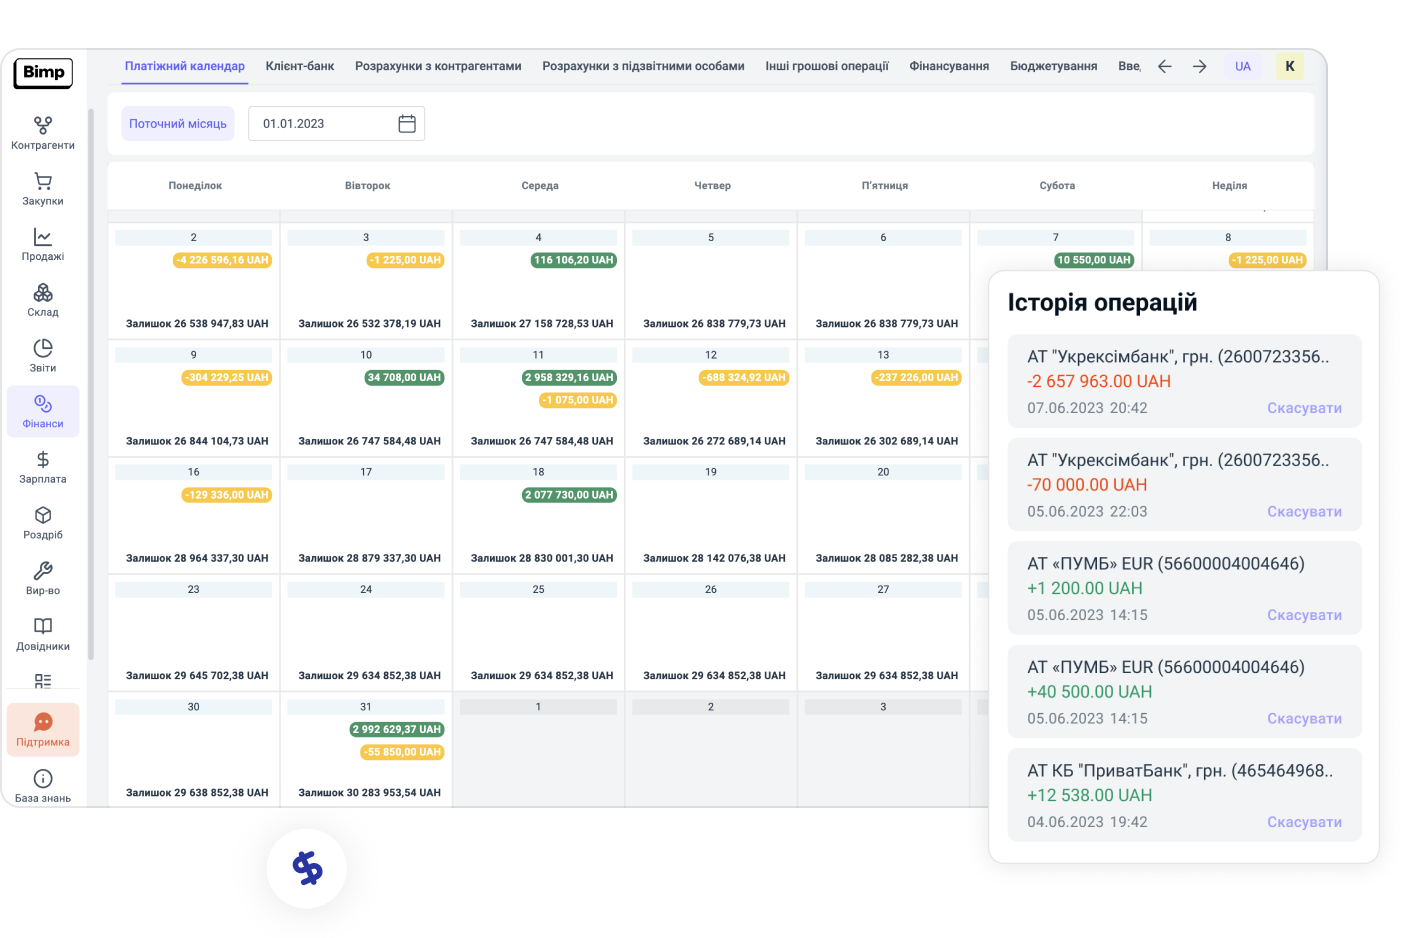 Bimp
Платіжний календар Клієнт-банк Розрахунки з контрагентами Розрахунки з підзвітними особами Інші грошові операції Фінансування Бюджетування Вве, UA К
Поточний місяць 01.01.2023
Контрагенти
Закупки
Продажі
Склад
Звіти
Фінанси
Зарплата
Роздріб
Вир-во
Довідники
Підтримка
База знань
Понеділок Вівторок Середа Четвер П'ятниця Субота Неділя
2 3 4 5 6 7 8
-4 226 596,16 UAH -1 225,00 UAH 116 106,20 UAH 10 550,00 UAH -1 225,00 UAH
Залишок 26 538 947,83 UAH Залишок 26 532 378,19 UAH Залишок 27 158 728,53 UAH Залишок 26 838 779,73 UAH Залишок 26 838 779,73 UAH
9 10 11 12 13
-304 229,25 UAH 34 708,00 UAH 2 958 329,16 UAH -688 324,92 UAH -237 226,00 UAH
-1 075,00 UAH
Залишок 26 844 104,73 UAH Залишок 26 747 584,48 UAH Залишок 26 747 584,48 UAH Залишок 26 272 689,14 UAH Залишок 26 302 689,14 UAH
16 17 18 19 20
-129 336,00 UAH 2 077 730,00 UAH
Залишок 28 964 337,30 UAH Залишок 28 879 337,30 UAH Залишок 28 830 001,30 UAH Залишок 28 142 076,38 UAH Залишок 28 085 282,38 UAH
23 24 25 26 27
Залишок 29 645 702,38 UAH Залишок 29 634 852,38 UAH Залишок 29 634 852,38 UAH Залишок 29 634 852,38 UAH Залишок 29 634 852,38 UAH
30 31 1 2 3
2 992 629,37 UAH
-55 850,00 UAH
Залишок 29 638 852,38 UAH Залишок 30 283 953,54 UAH
Історія операцій
АТ "Укрексімбанк", грн. (2600723356..
-2 657 963.00 UAH
07.06.2023 20:42 Скасувати
АТ "Укрексімбанк", грн. (2600723356..
-70 000.00 UAH
05.06.2023 22:03 Скасувати
АТ «ПУМБ» EUR (56600004004646)
+1 200.00 UAH
05.06.2023 14:15 Скасувати
АТ «ПУМБ» EUR (56600004004646)
+40 500.00 UAH
05.06.2023 14:15 Скасувати
АТ КБ "ПриватБанк", грн. (465464968..
+12 538.00 UAH
04.06.2023 19:42 Скасувати